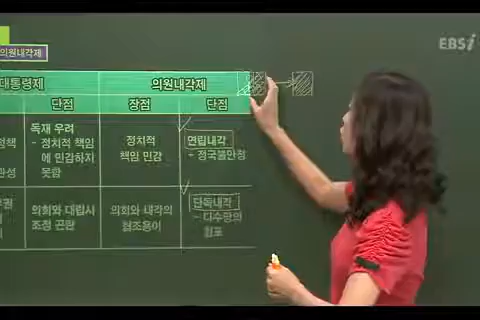 EBSi
의원내각제
대통령제
의원내각제
단점
장점
단점
독재 우려
- 정치적 책임
에 민감하지
못함
정치적
책임 민감
연립내각
- 정국불안정
의회와 대립시
조정 곤란
의회와 내각의
협조용이
단독내각
- 다수당의
횡포